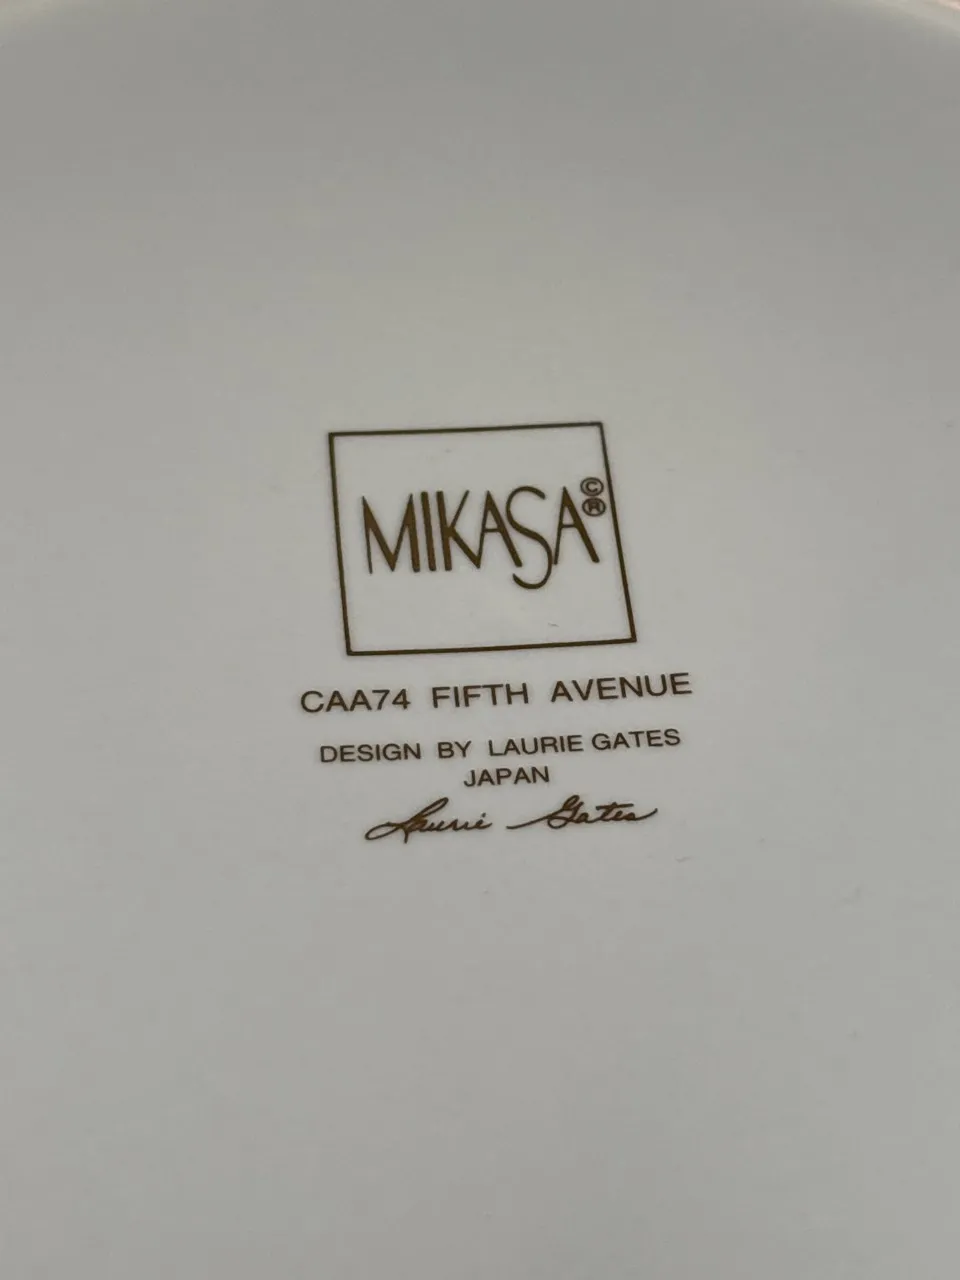 MIKASA©®
CAA74 FIFTH AVENUE
DESIGN BY LAURIE GATES
JAPAN
Laurie Gates